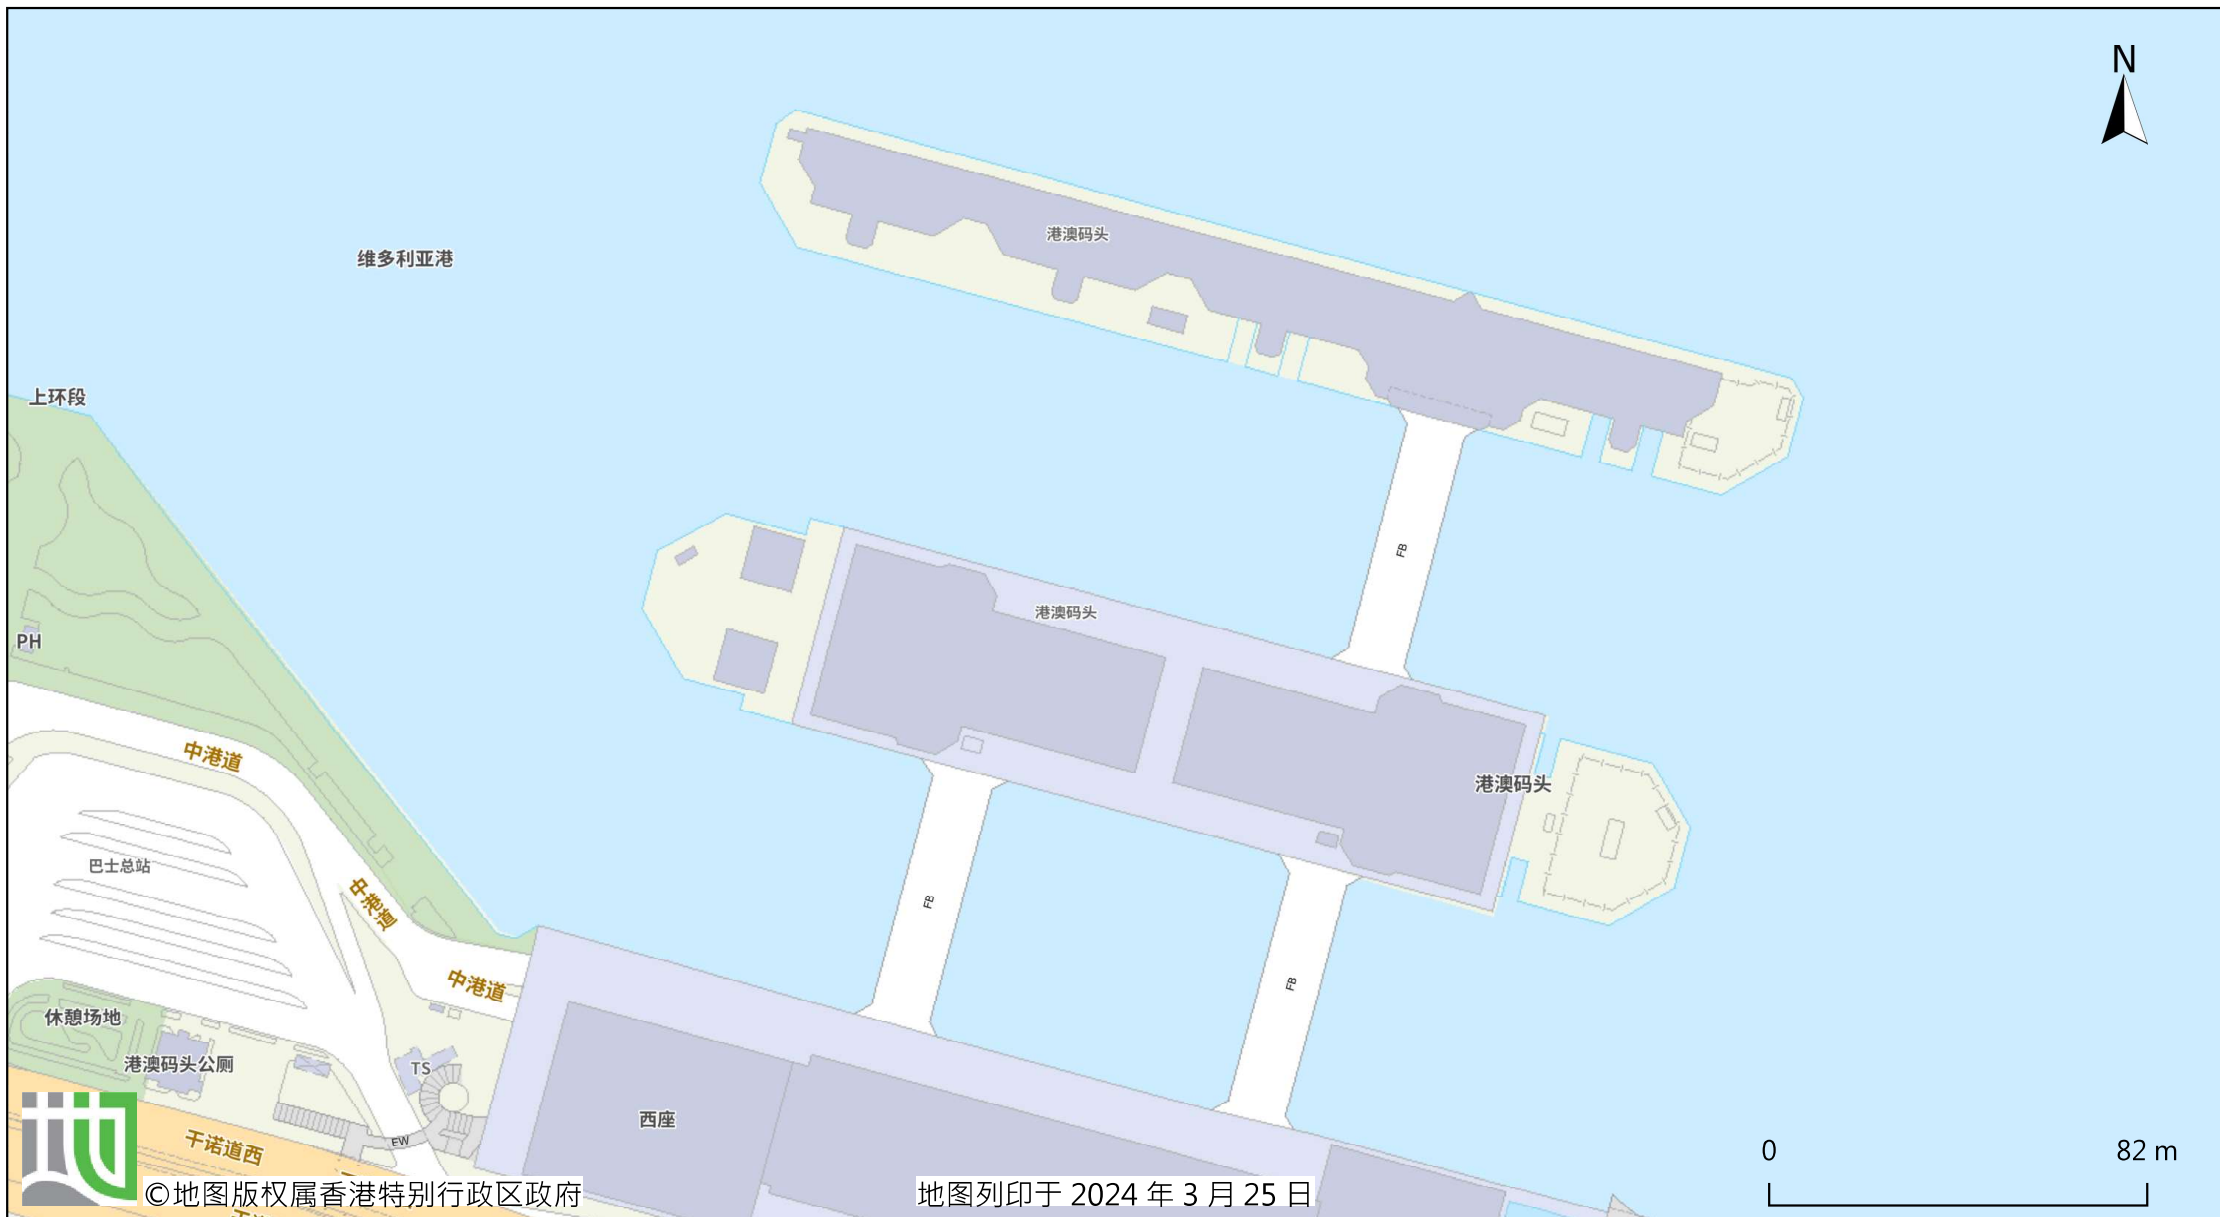 N
港澳码头
维多利亚港
上环段
FB
港澳码头
PH
中港道
港澳码头
巴士总站
中港道
FB
中港道
FB
休憩场地
港澳码头公厕
TS
西座
FW
干诺道西
0 82 m
©地图版权属香港特别行政区政府
地图列印于 2024 年 3 月 25 日